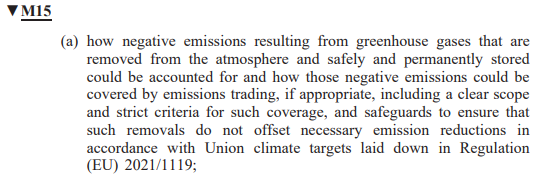 ▼M15
(a) how negative emissions resulting from greenhouse gases that are
removed from the atmosphere and safely and permanently stored
could be accounted for and how those negative emissions could be
covered by emissions trading, if appropriate, including a clear scope
and strict criteria for such coverage, and safeguards to ensure that
such removals do not offset necessary emission reductions in
accordance with Union climate targets laid down in Regulation
(EU) 2021/1119;